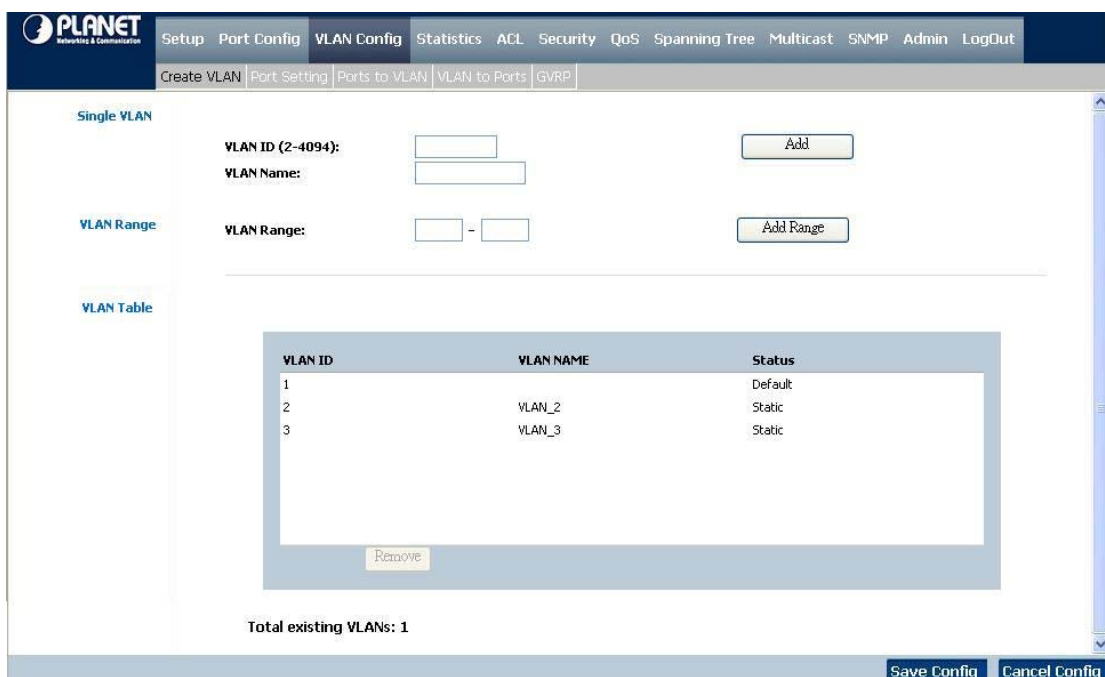 PLANET
Networking & Communication
Setup Port Config VLAN Config Statistics ACL Security QoS Spanning Tree Multicast SNMP Admin LogOut
Create VLAN Port Setting Ports to VLAN VLAN to Ports GVRP
Single VLAN
VLAN ID (2-4094): Add
VLAN Name:
VLAN Range VLAN Range: - Add Range
VLAN Table
VLAN ID VLAN NAME Status
1 Default
2 VLAN_2 Static
3 VLAN_3 Static
Remove
Total existing VLANs: 1
Save Config Cancel Config